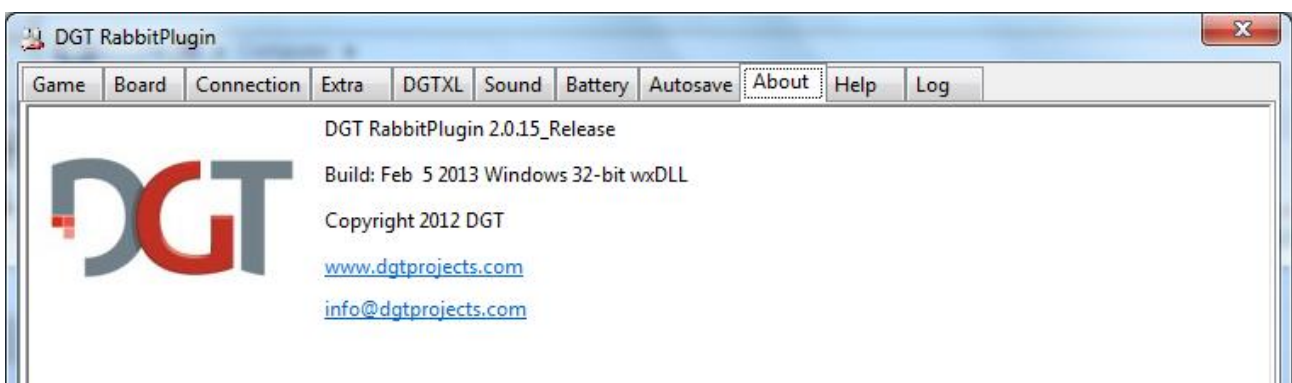 DGT RabbitPlugin
Game Board Connection Extra DGTXL Sound Battery Autosave About Help Log
DGT
DGT RabbitPlugin 2.0.15_Release
Build: Feb  5 2013 Windows 32-bit wxDLL
Copyright 2012 DGT
www.dgtprojects.com
info@dgtprojects.com